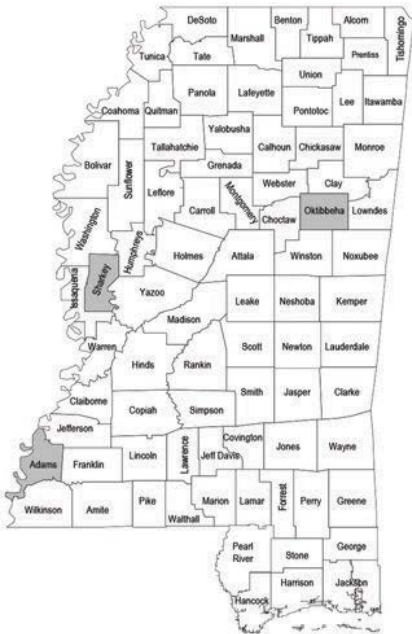 DeSoto
Marshall
Benton
Tippah
Alcorn
Tishomingo
Prentiss
Tunica
Tate
Union
Panola
Lafayette
Lee
Itawamba
Pontotoc
Coahoma
Quitman
Yalobusha
Tallahatchie
Calhoun
Chickasaw
Monroe
Bolivar
Sunflower
Grenada
Leflore
Webster
Clay
Montgomery
Carroll
Choctaw
Oktibbeha
Lowndes
Washington
Humphreys
Holmes
Attala
Winston
Noxubee
Issaquena
Sharkey
Yazoo
Leake
Neshoba
Kemper
Madison
Warren
Scott
Newton
Lauderdale
Hinds
Rankin
Claiborne
Smith
Jasper
Clarke
Copiah
Simpson
Jefferson
Covington
Adams
Franklin
Lincoln
Lawrence
Jeff Davis
Jones
Wayne
Wilkinson
Amite
Pike
Walthall
Marion
Lamar
Forrest
Perry
Greene
Pearl
River
Stone
George
Hancock
Harrison
Jackson